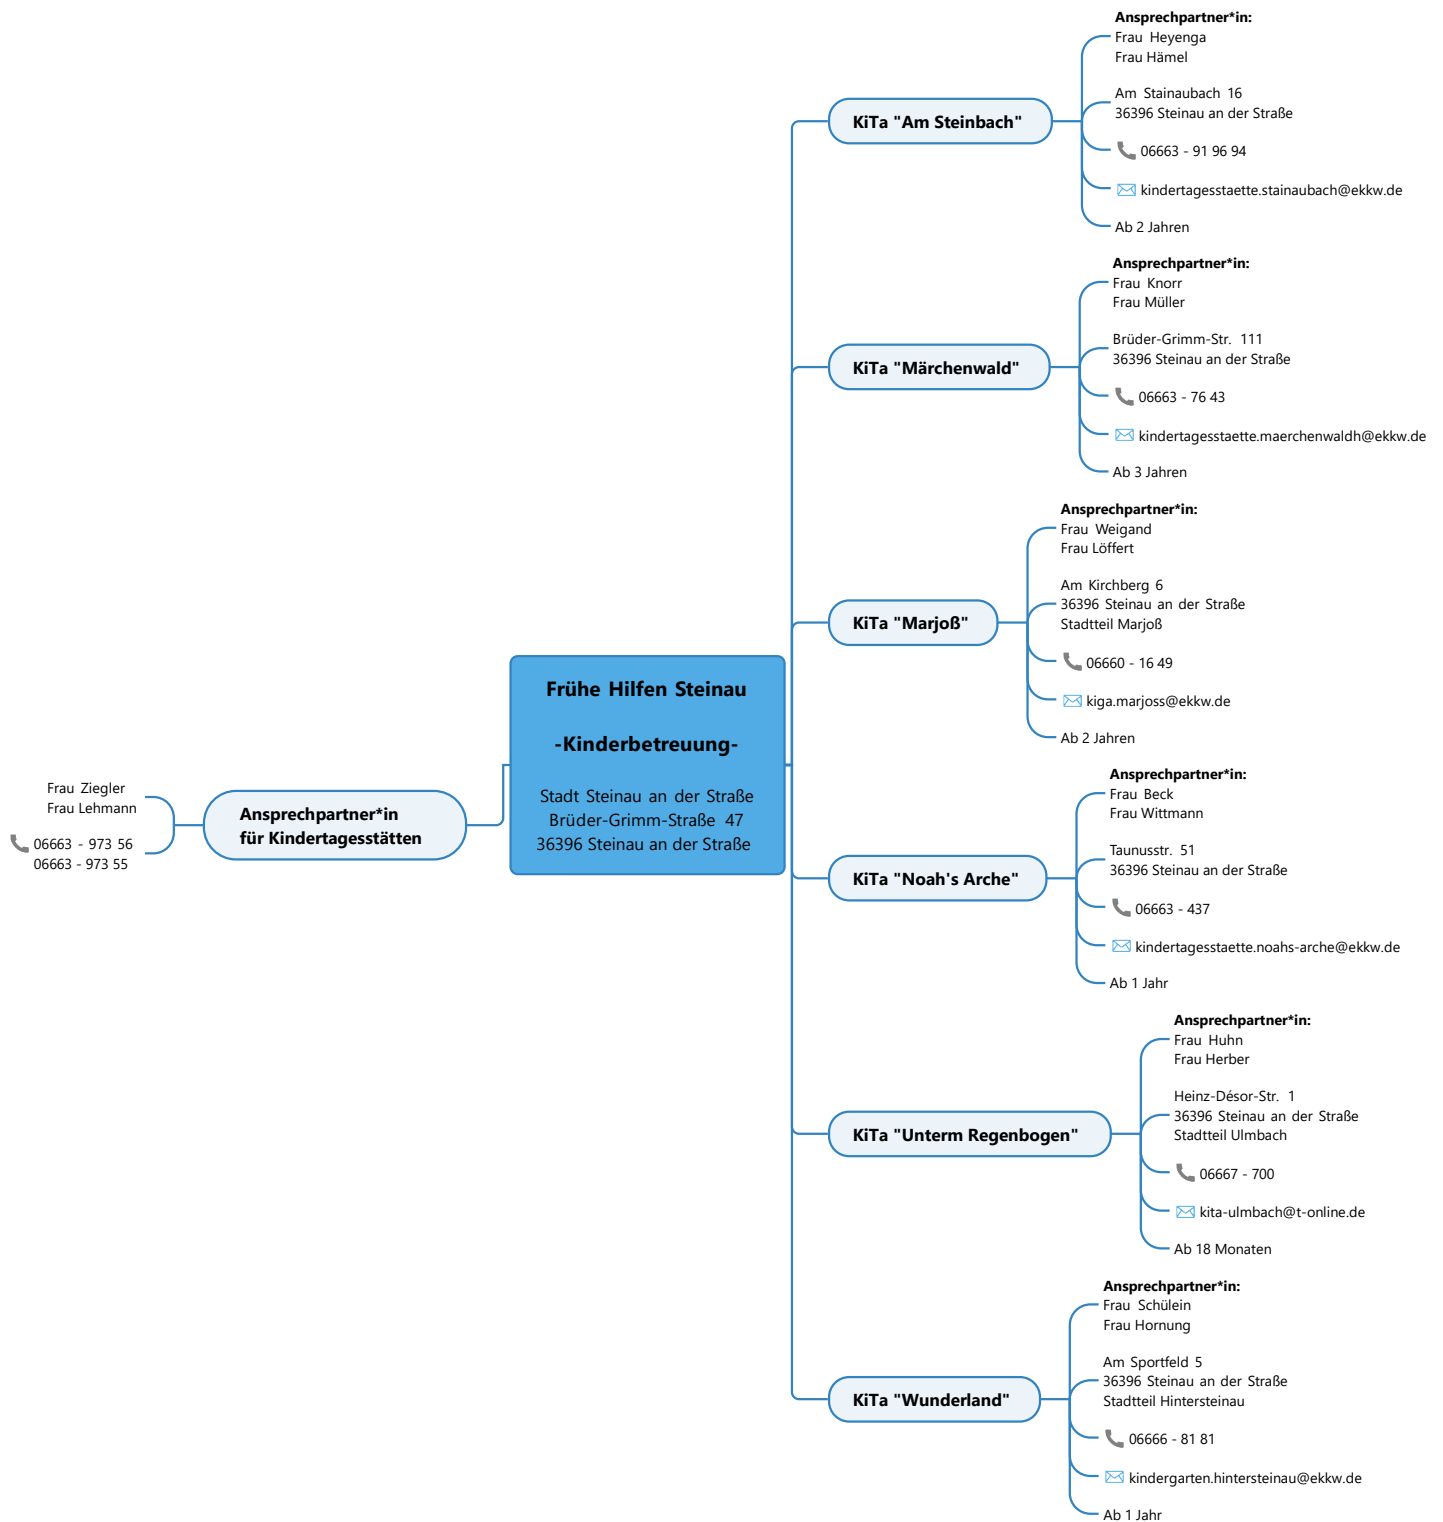 Frau Ziegler
Frau Lehmann
06663 - 973 56
06663 - 973 55
Ansprechpartner*in
für Kindertagesstätten
Frühe Hilfen Steinau
-Kinderbetreuung-
Stadt Steinau an der Straße
Brüder-Grimm-Straße 47
36396 Steinau an der Straße
KiTa "Am Steinbach"
Ansprechpartner*in:
Frau Heyenga
Frau Hämel
Am Stainaubach 16
36396 Steinau an der Straße
06663 - 91 96 94
kindertagesstaette.stainaubach@ekkw.de
Ab 2 Jahren
KiTa "Märchenwald"
Ansprechpartner*in:
Frau Knorr
Frau Müller
Brüder-Grimm-Str. 111
36396 Steinau an der Straße
06663 - 76 43
kindertagesstaette.maerchenwaldh@ekkw.de
Ab 3 Jahren
KiTa "Marjoß"
Ansprechpartner*in:
Frau Weigand
Frau Löffert
Am Kirchberg 6
36396 Steinau an der Straße
Stadtteil Marjoß
06660 - 16 49
kiga.marjoss@ekkw.de
Ab 2 Jahren
KiTa "Noah's Arche"
Ansprechpartner*in:
Frau Beck
Frau Wittmann
Taunusstr. 51
36396 Steinau an der Straße
06663 - 437
kindertagesstaette.noahs-arche@ekkw.de
Ab 1 Jahr
KiTa "Unterm Regenbogen"
Ansprechpartner*in:
Frau Huhn
Frau Herber
Heinz-Désor-Str. 1
36396 Steinau an der Straße
Stadtteil Ulmbach
06667 - 700
kita-ulmbach@t-online.de
Ab 18 Monaten
KiTa "Wunderland"
Ansprechpartner*in:
Frau Schülein
Frau Hornung
Am Sportfeld 5
36396 Steinau an der Straße
Stadtteil Hintersteinau
06666 - 81 81
kindergarten.hintersteinau@ekkw.de
Ab 1 Jahr